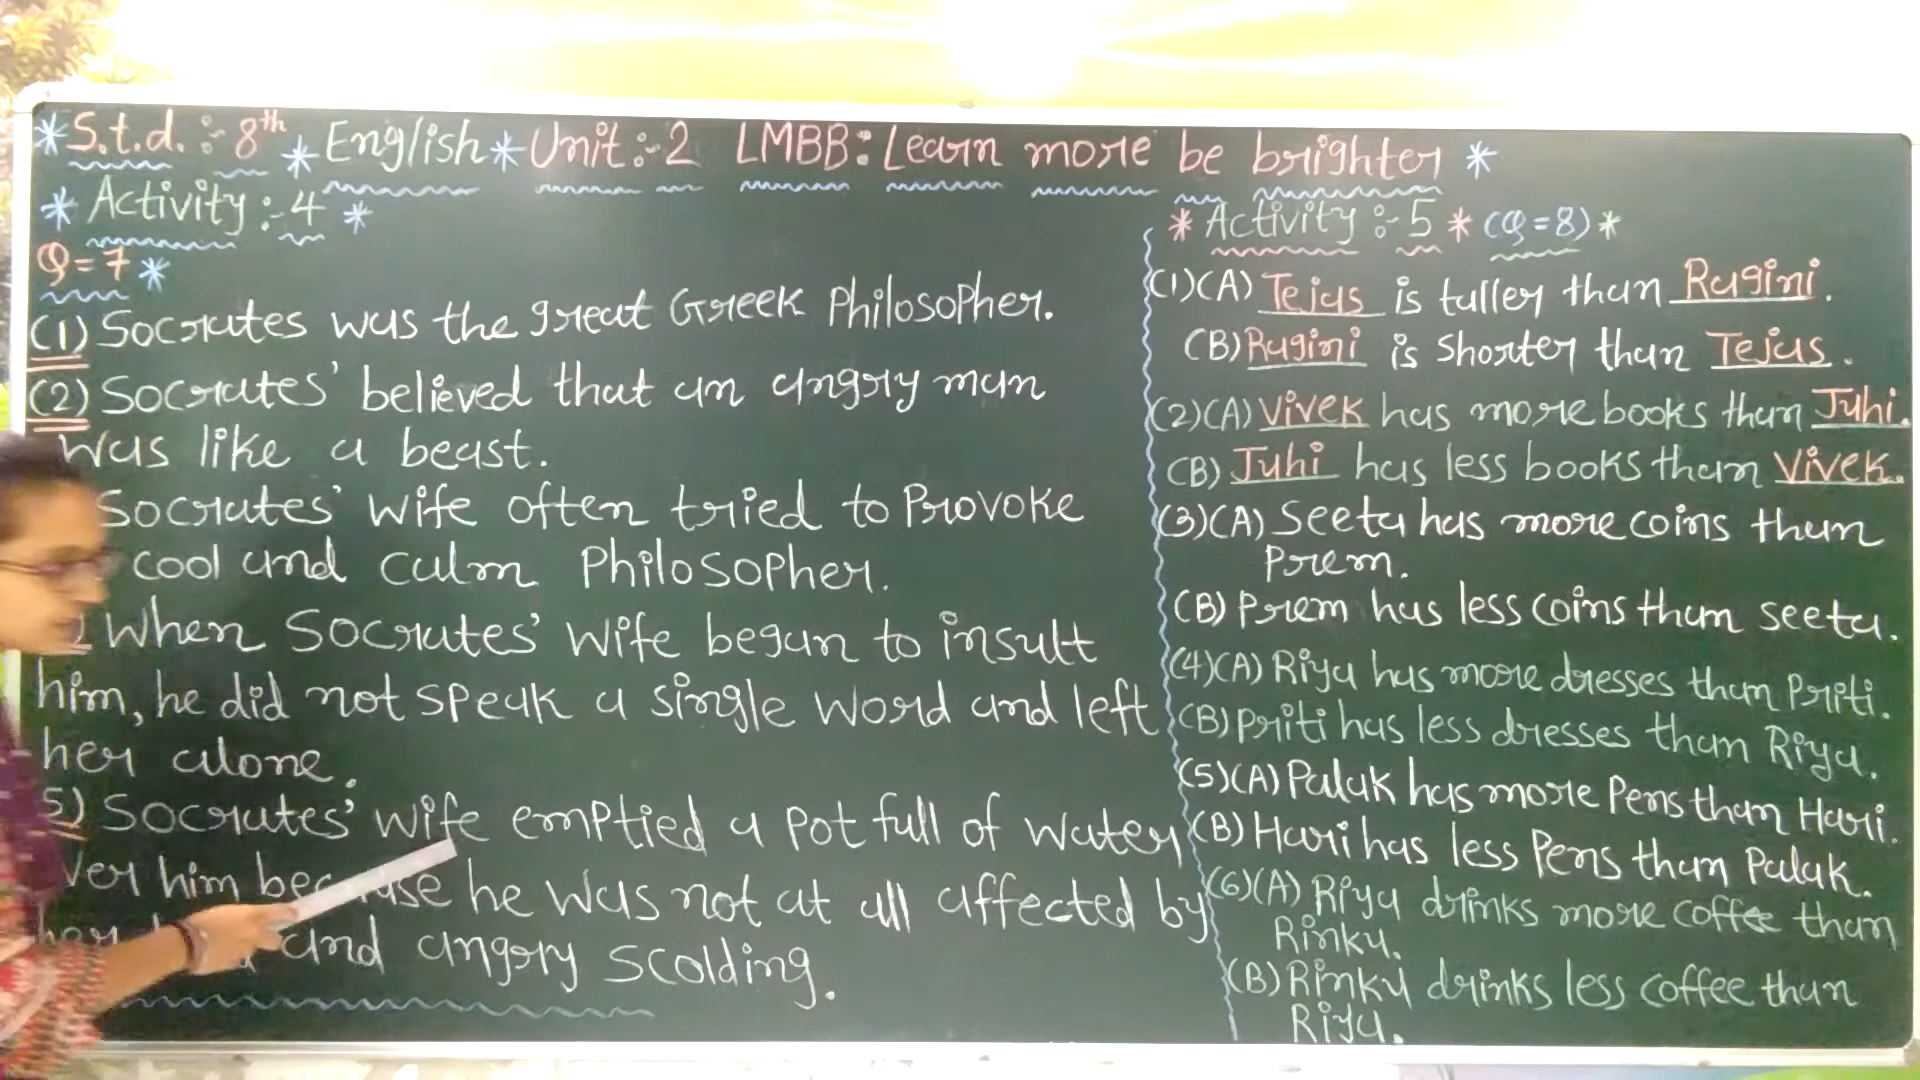 *S.t.d. :- 8th * English * Unit :- 2 LMBB: Learn more be brighter *
* Activity :- 4 *
Q=7 *
(1) Socrates was the great Greek Philosopher.
(2) Socrates' believed that an angry man
was like a beast.
Socrates' wife often tried to Provoke
cool and calm Philosopher.
When Socrates' wife began to insult
him, he did not speak a single word and left
her alone.
5) Socrates' wife emptied a pot full of water
ver him because he was not at all affected by
her and angry scolding.
* Activity :- 5 * (Q=8) *
(1)(A) Tejas is taller than Ragini.
(B) Ragini is shorter than Tejas.
(2)(A) Vivek has more books than Juhi.
(B) Juhi has less books than Vivek.
(3)(A) Seeta has more coins than
Prem.
(B) Prem has less coins than seeta.
(4)(A) Riya has more dresses than Priti.
(B) Priti has less dresses than Riya.
(5)(A) Palak has more Pens than Hari.
(B) Hari has less Pens than Palak.
(6)(A) Riya drinks more coffee than
Rinku.
(B) Rinku drinks less coffee than
Riya.